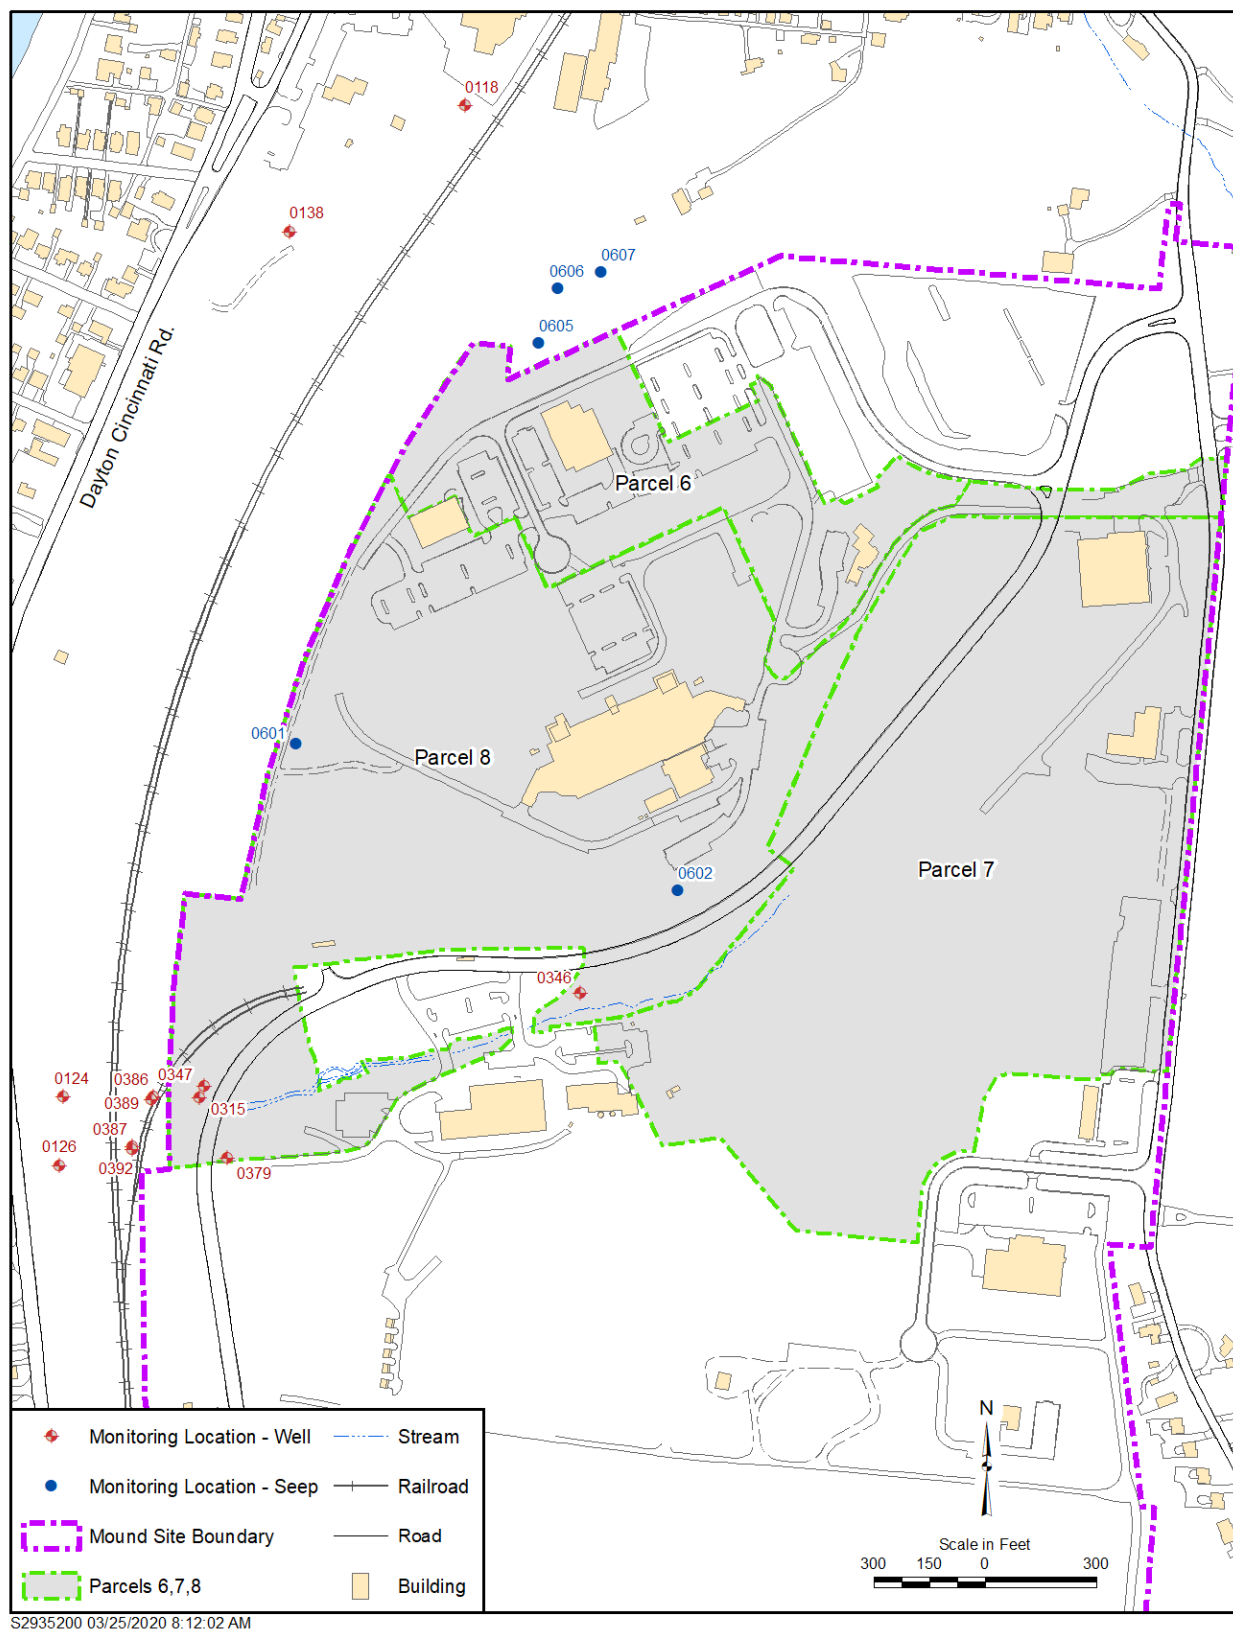 0118
0138
0607
0606
0605
Dayton Cincinnati Rd.
Parcel 6
0601
Parcel 8
Parcel 7
0602
0346
0124
0386
0347
0389
0315
0387
0126
0392
0379
N
Scale in Feet
300 150 0 300
Monitoring Location - Well
Stream
Monitoring Location - Seep
Railroad
Mound Site Boundary
Road
Parcels 6,7,8
Building
S2935200 03/25/2020 8:12:02 AM